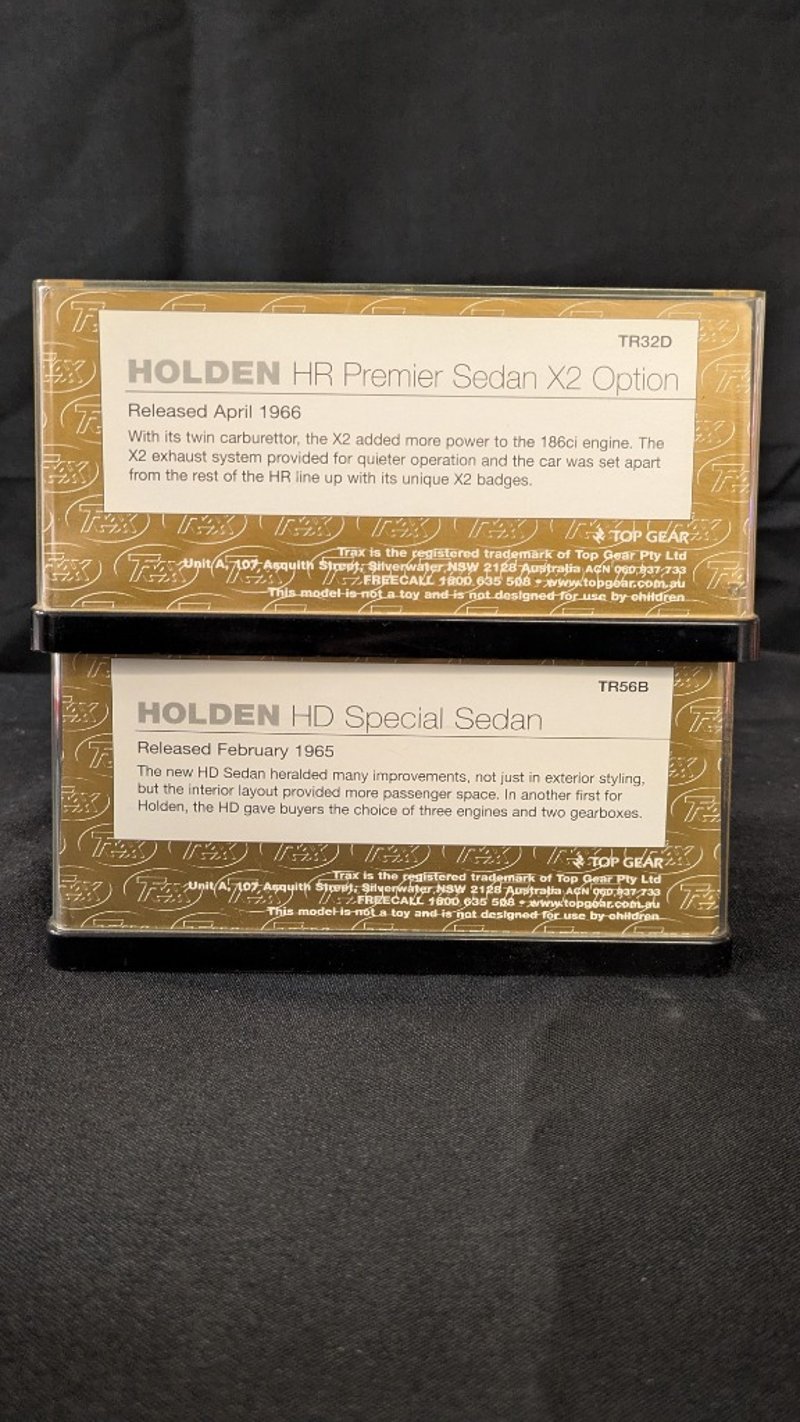 TR32D
HOLDEN HR Premier Sedan X2 Option
Released April 1966
With its twin carburettor, the X2 added more power to the 186ci engine. The
X2 exhaust system provided for quieter operation and the car was set apart
from the rest of the HR line up with its unique X2 badges.
TOP GEAR
Trax is the registered trademark of Top Gear Pty Ltd
Unit A, 107 Asquith Street, Silverwater NSW 2128 Australia ACN 060 937 733
FREECALL 1800 635 508 • www.topgear.com.au
This model is not a toy and is not designed for use by children
TR56B
HOLDEN HD Special Sedan
Released February 1965
The new HD Sedan heralded many improvements, not just in exterior styling,
but the interior layout provided more passenger space. In another first for
Holden, the HD gave buyers the choice of three engines and two gearboxes.
Trax Trax Trax Trax Trax Trax
TOP GEAR
Trax is the registered trademark of Top Gear Pty Ltd
Unit A, 107 Asquith Street, Silverwater NSW 2128 Australia ACN 060 937 733
FREECALL 1800 635 508 • www.topgear.com.au
This model is not a toy and is not designed for use by children